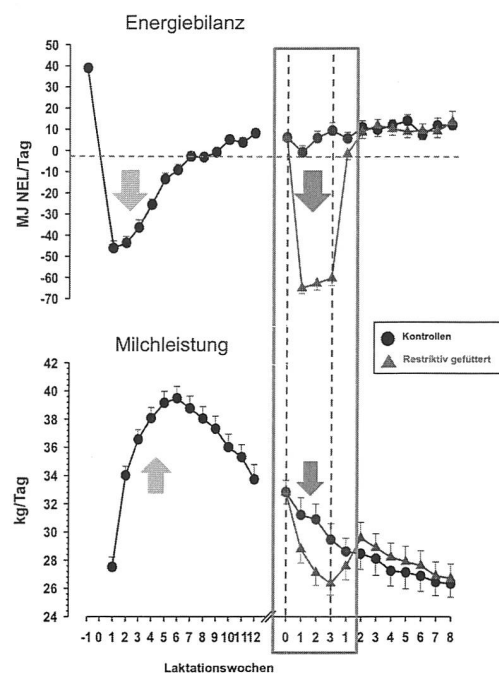 Energiebilanz
MJ NEL/Tag
50
40
30
20
10
0
-10
-20
-30
-40
-50
-60
-70
Kontrollen
Restriktiv gefüttert
Milchleistung
kg/Tag
42
40
38
36
34
32
30
28
26
24
-1 0 1 2 3 4 5 6 7 8 9 10 11 12 0 1 2 3 1 2 3 4 5 6 7 8
Laktationswochen